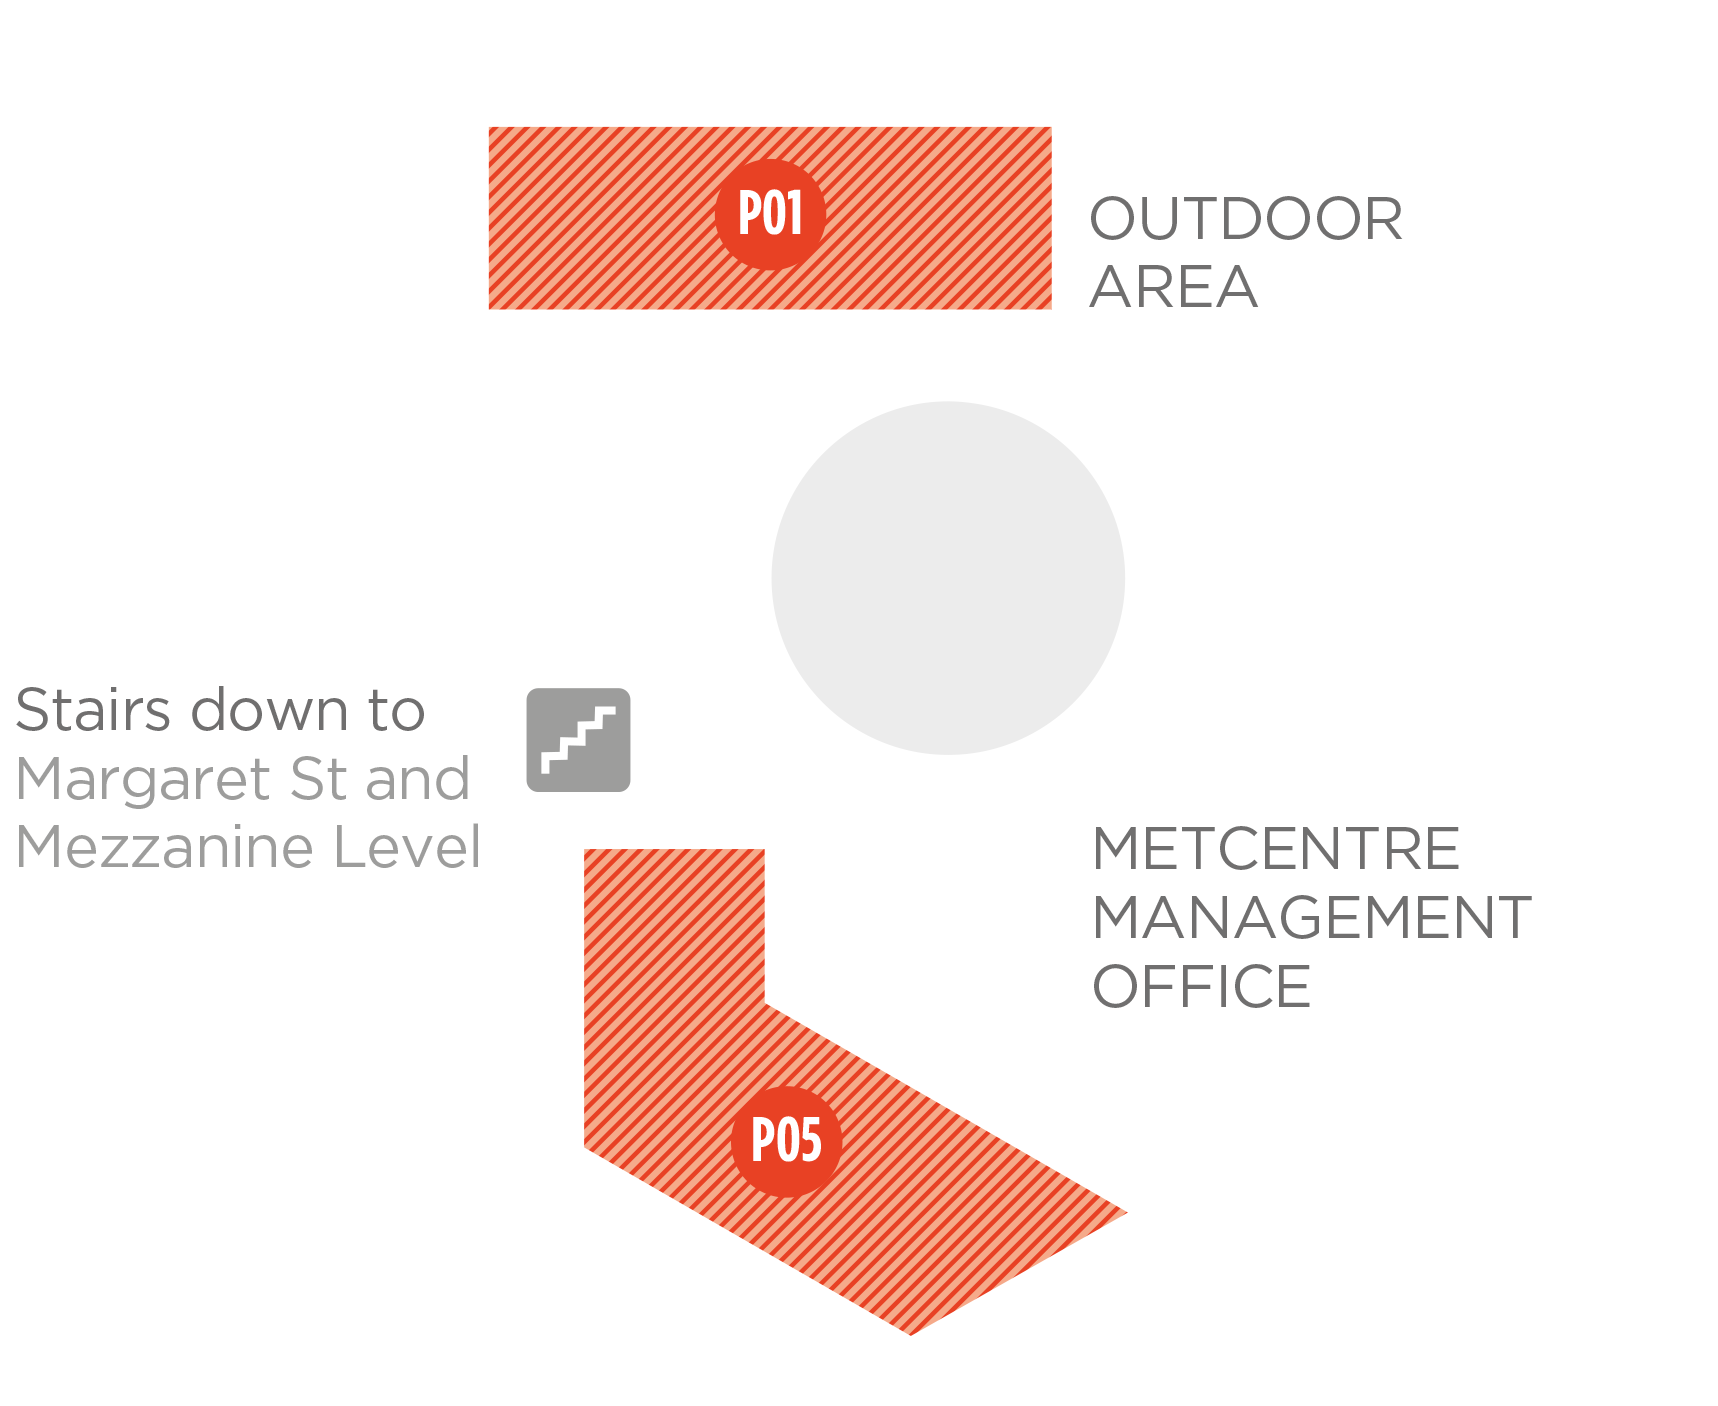 P01
OUTDOOR
AREA
Stairs down to
Margaret St and
Mezzanine Level
METCENTRE
MANAGEMENT
OFFICE
P05